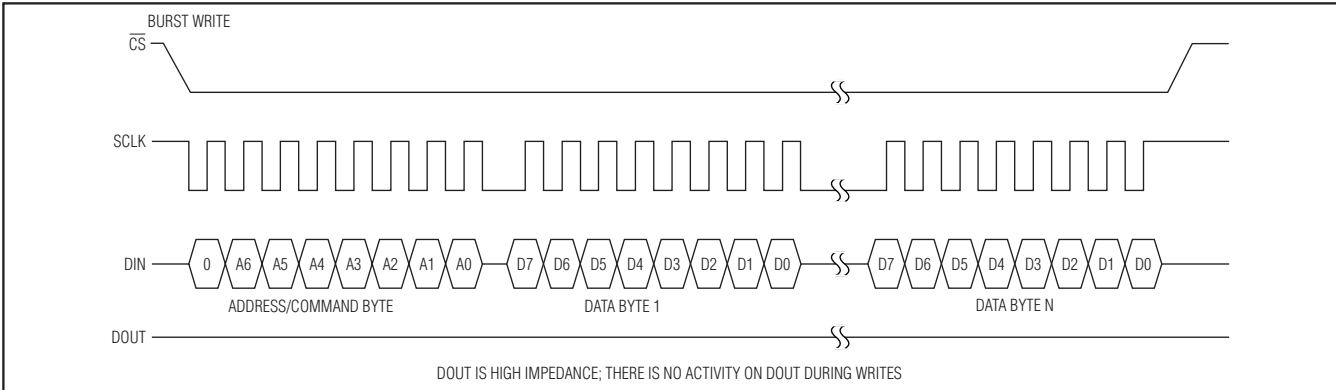 BURST WRITE
CS
SCLK
DIN 0 A6 A5 A4 A3 A2 A1 A0 D7 D6 D5 D4 D3 D2 D1 D0 D7 D6 D5 D4 D3 D2 D1 D0
ADDRESS/COMMAND BYTE DATA BYTE 1 DATA BYTE N
DOUT
DOUT IS HIGH IMPEDANCE; THERE IS NO ACTIVITY ON DOUT DURING WRITES